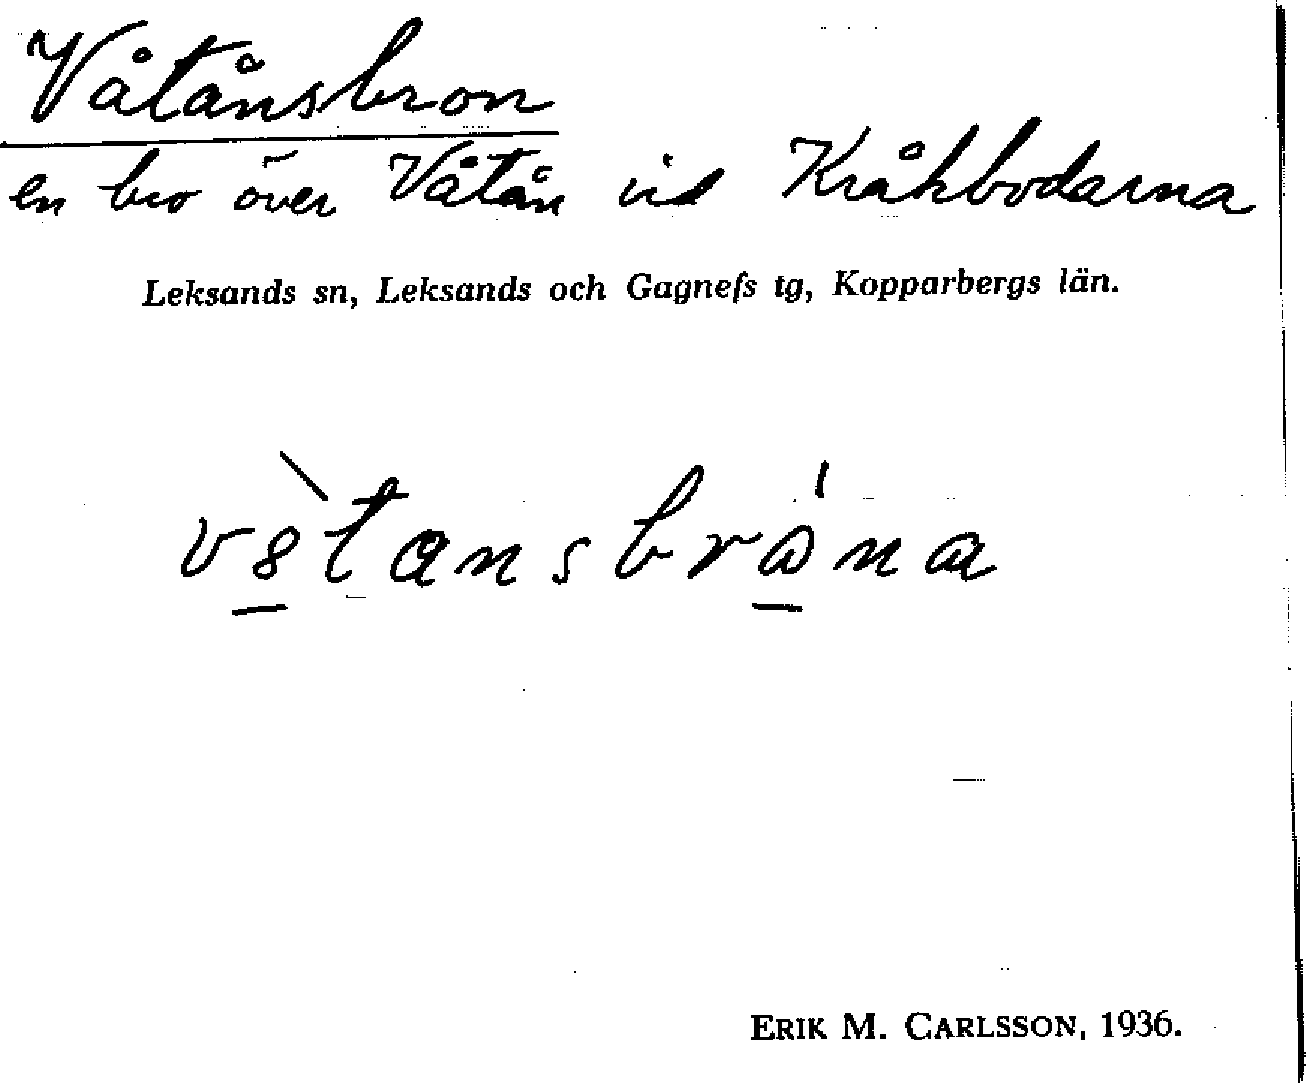 Våtånsbron
en bro över Våtån vid Kråkbodarna
Leksands sn, Leksands och Gagnefs tg, Kopparbergs län.
ERIK M. CARLSSON, 1936.